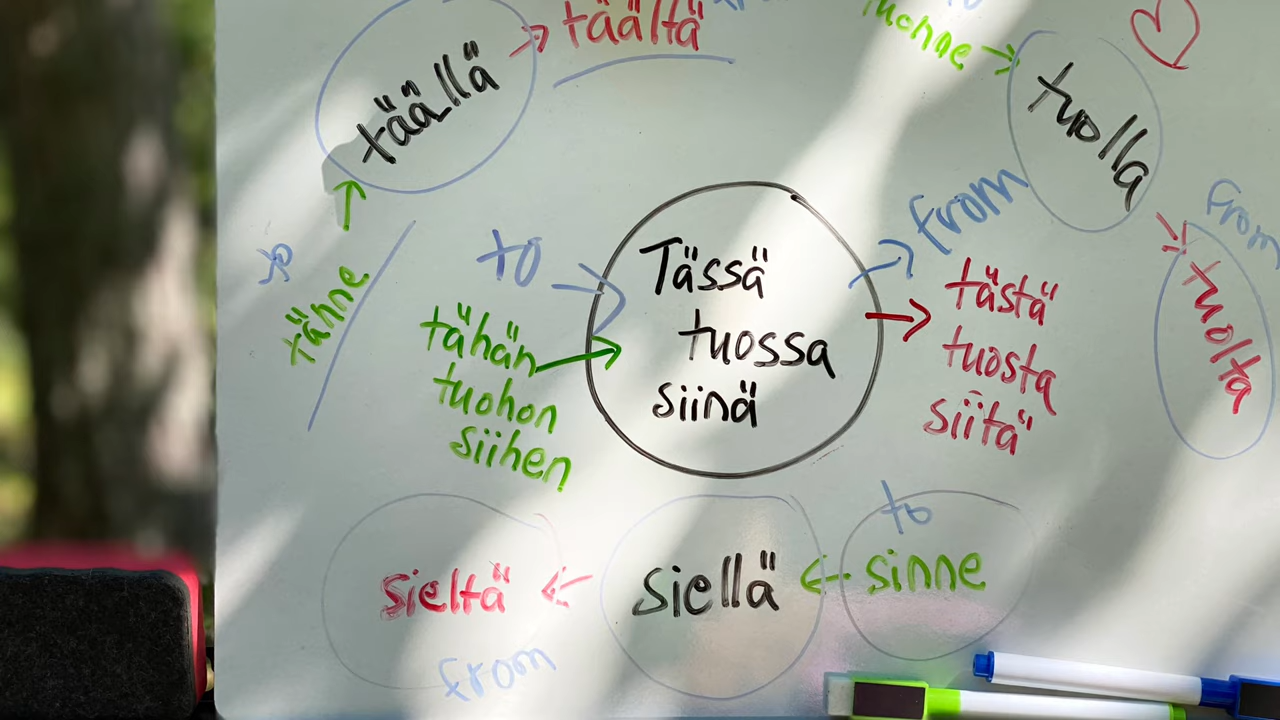 täältä
tuonne
täällä
tuolla
to
tänne
to
tähän
tuohon
siihen
Tässä
tuossa
siinä
from
tästä
tuosta
siitä
from
tuolta
sieltä
from
siellä
to
sinne